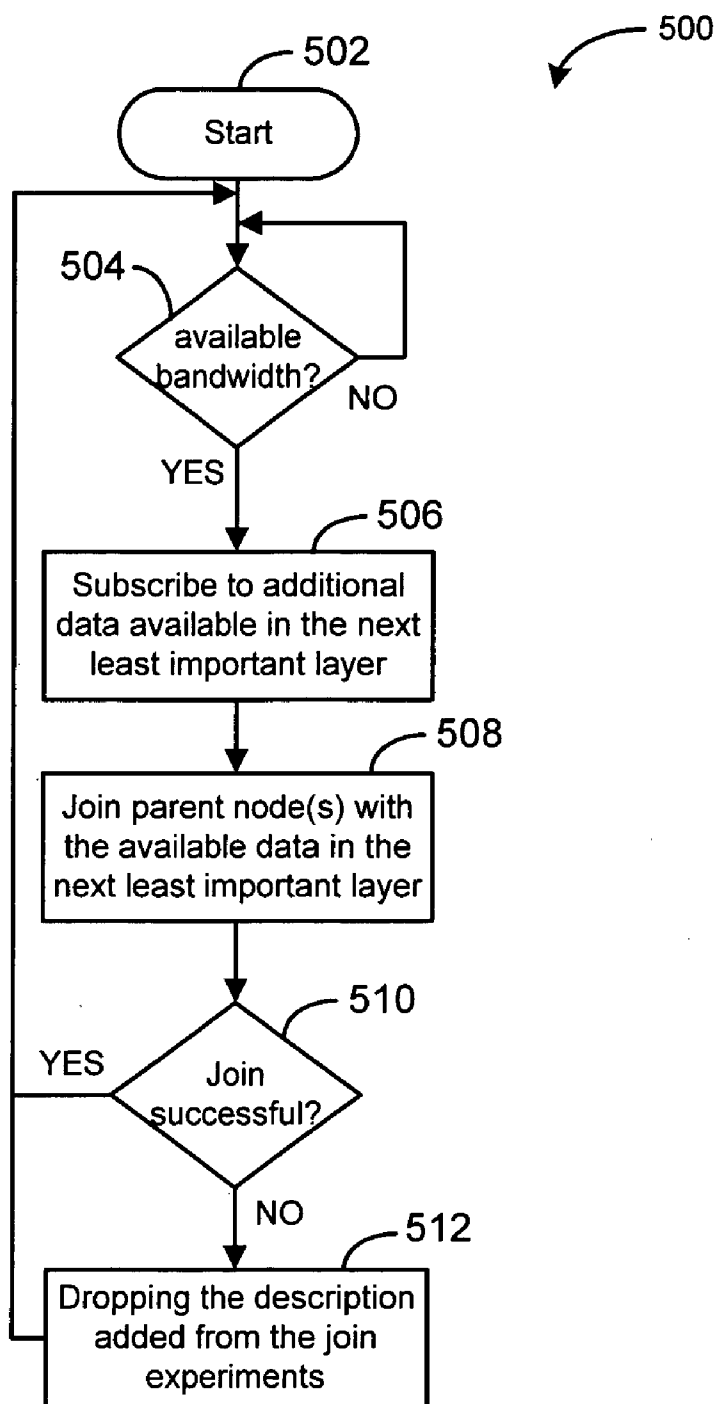 500
502
Start
504
available
bandwidth?
NO
YES
506
Subscribe to additional
data available in the next
least important layer
508
Join parent node(s) with
the available data in the
next least important layer
510
YES
Join
successful?
NO
512
Dropping the description
added from the join
experiments